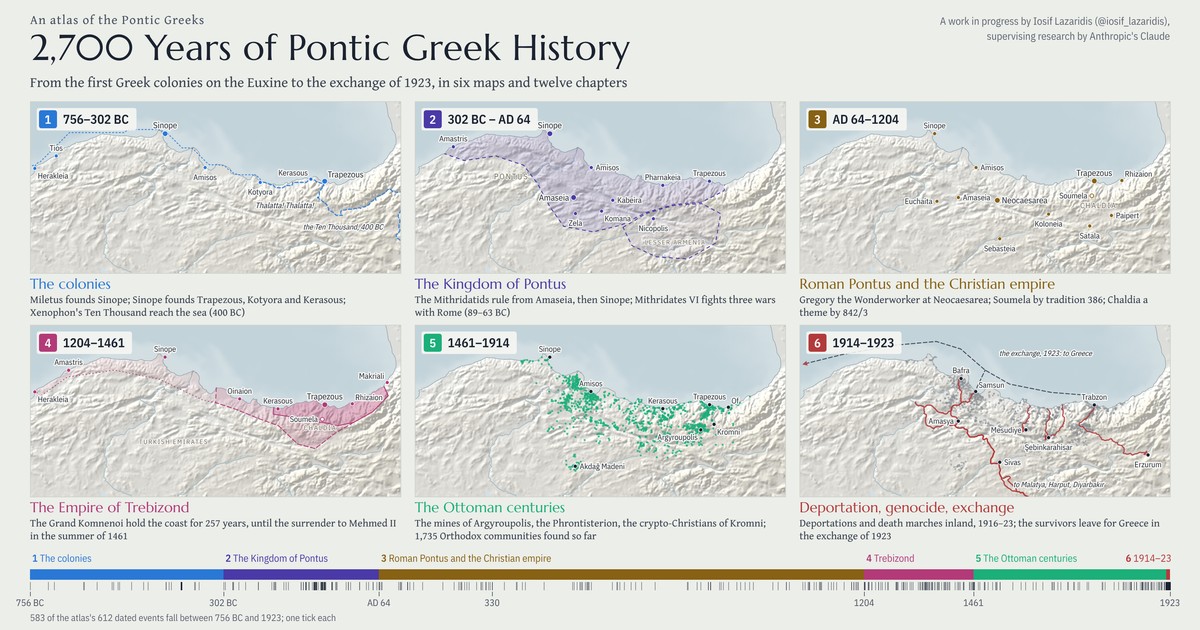 An atlas of the Pontic Greeks
2,700 Years of Pontic Greek History
From the first Greek colonies on the Euxine to the exchange of 1923, in six maps and twelve chapters
A work in progress by Iosif Lazaridis (@iosif_lazaridis),
supervising research by Anthropic's Claude
1 756–302 BC
Sinope
Tios
Herakleia
Amisos
Kerasous
Trapezous
Kotyora
Thalatta! Thalatta!
the Ten Thousand, 400 BC
The colonies
Miletus founds Sinope; Sinope founds Trapezous, Kotyora and Kerasous;
Xenophon's Ten Thousand reach the sea (400 BC)
2 302 BC – AD 64
Sinope
Amastris
PONTUS
Amisos
Pharnakeia
Trapezous
Amaseia
Kabeira
Zela
Komana
Nicopolis
LESSER ARMENIA
The Kingdom of Pontus
The Mithridatids rule from Amaseia, then Sinope; Mithridates VI fights three wars
with Rome (89–63 BC)
3 AD 64–1204
Sinope
Amisos
Trapezous
Rhizaion
Euchaita
Amaseia
Neocaesarea
Soumela
CHALDIA
Koloneia
Paipert
Satala
Sebasteia
Roman Pontus and the Christian empire
Gregory the Wonderworker at Neocaesarea; Soumela by tradition 386; Chaldia a
theme by 842/3
4 1204–1461
Sinope
Amastris
Herakleia
Makriali
Oinaion
Kerasous
Trapezous
Rhizaion
Soumela
CHALDIA
TURKISH EMIRATES
The Empire of Trebizond
The Grand Komnenoi hold the coast for 257 years, until the surrender to Mehmed II
in the summer of 1461
5 1461–1914
Sinope
Amisos
Kerasous
Trapezous
Of
Kromni
Argyroupolis
Akdağ Madeni
The Ottoman centuries
The mines of Argyroupolis, the Phrontisterion, the crypto-Christians of Kromni;
1,735 Orthodox communities found so far
6 1914–1923
the exchange, 1923: to Greece
Bafra
Samsun
Trabzon
Amasya
Mesudiye
Şebinkarahisar
Sivas
Erzurum
to Malatya, Harput, Diyarbakır
Deportation, genocide, exchange
Deportations and death marches inland, 1916–23; the survivors leave for Greece in
the exchange of 1923
1 The colonies
2 The Kingdom of Pontus
3 Roman Pontus and the Christian empire
4 Trebizond
5 The Ottoman centuries
6 1914–23
756 BC
302 BC
AD 64
330
1204
1461
1923
583 of the atlas's 612 dated events fall between 756 BC and 1923; one tick each